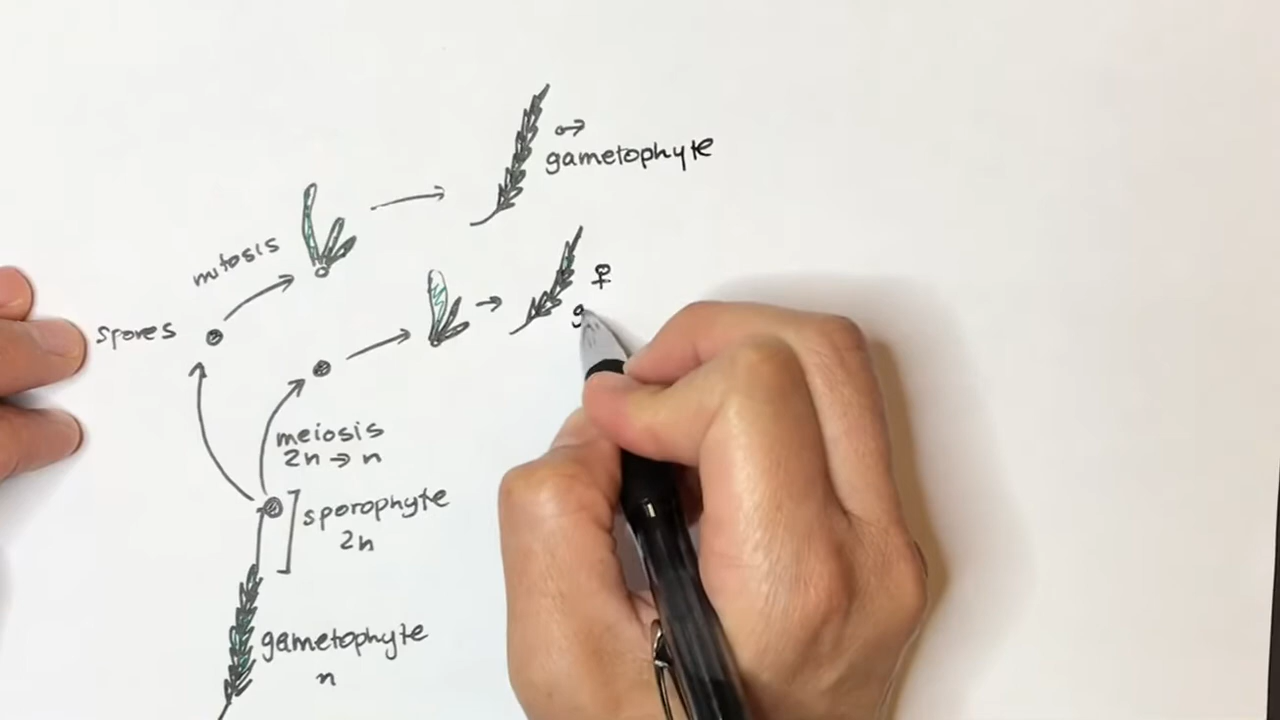 gametophyte
mitosis
♀
spores
g
meiosis
2n → n
sporophyte
2n
gametophyte
n